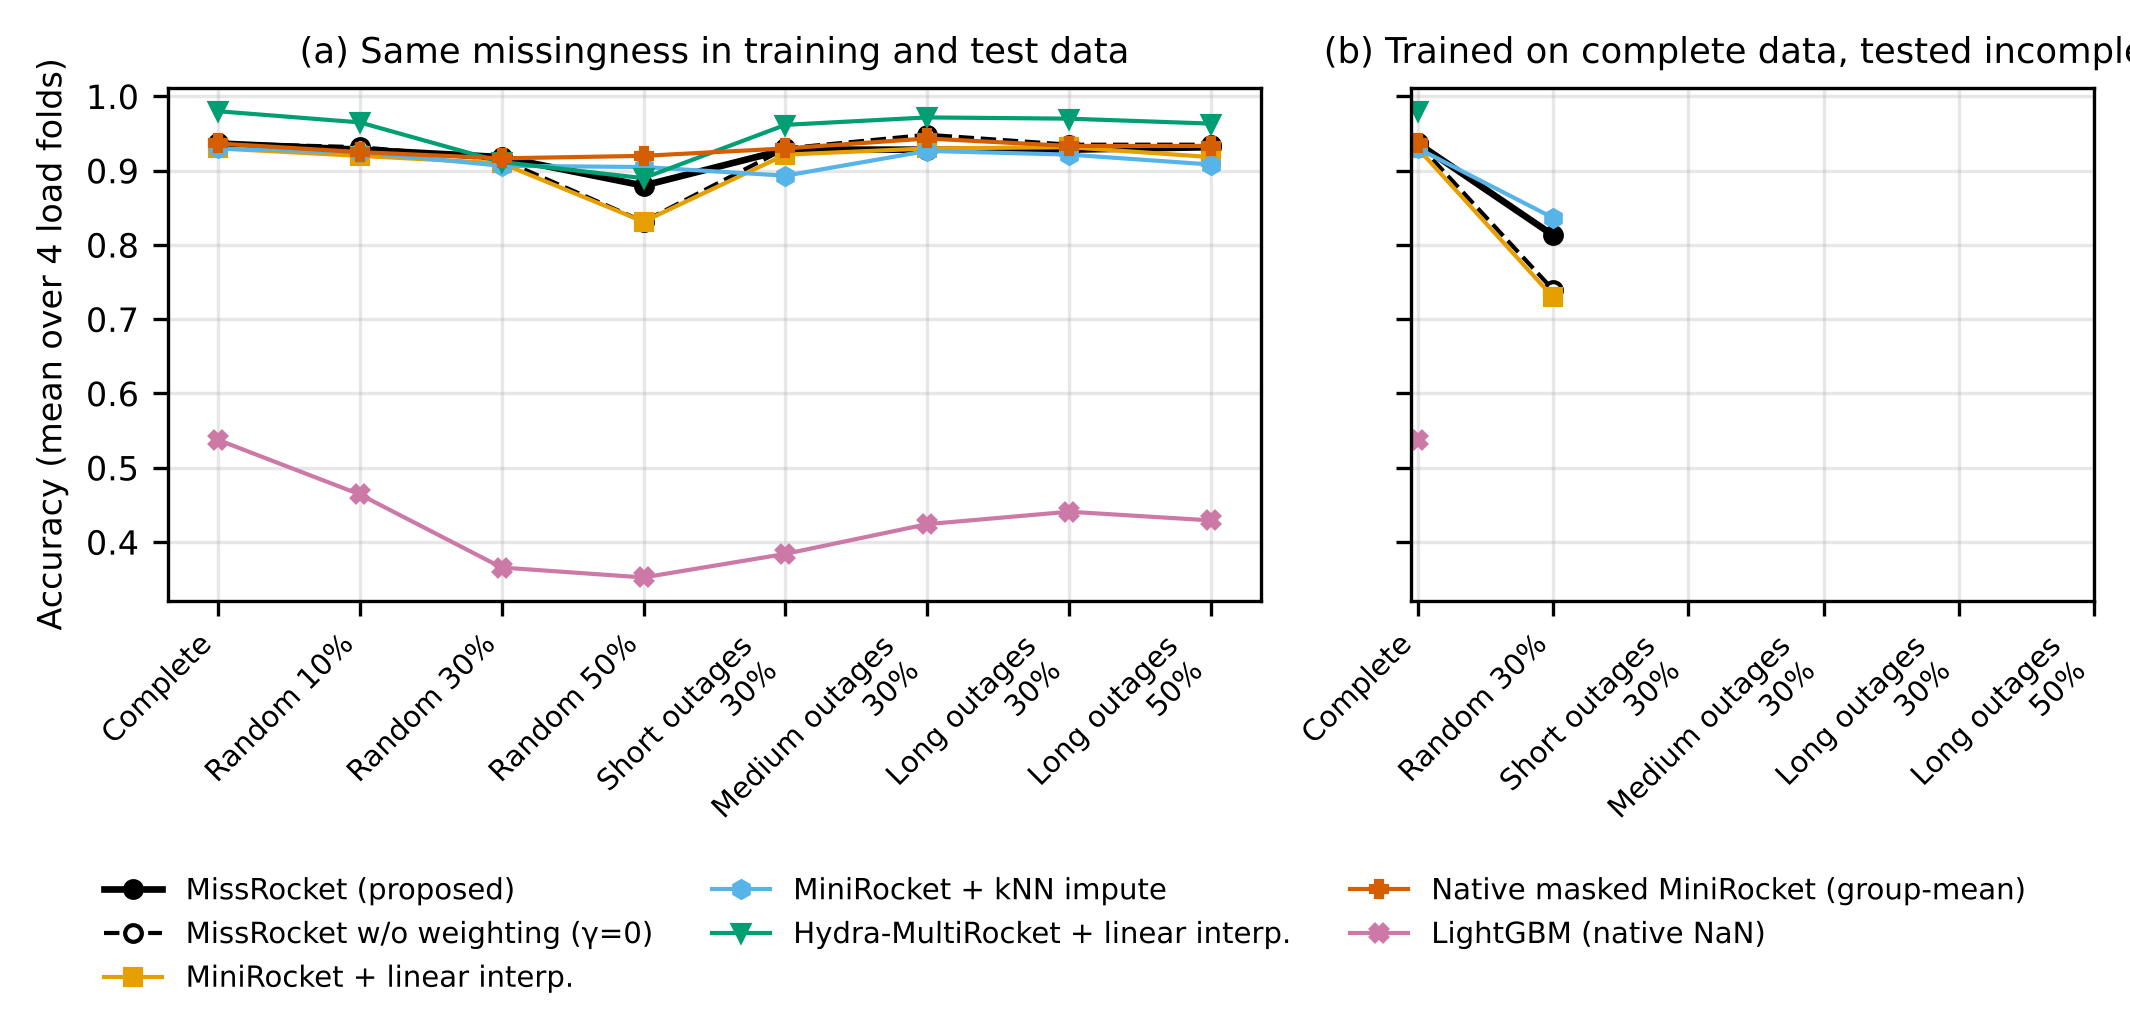 (a) Same missingness in training and test data
(b) Trained on complete data, tested incomple
Accuracy (mean over 4 load folds)
1.0
0.9
0.8
0.7
0.6
0.5
0.4
Complete
Random 10%
Random 30%
Random 50%
Short outages
30%
Medium outages
30%
Long outages
30%
Long outages
50%
Complete
Random 30%
Short outages
30%
Medium outages
30%
Long outages
30%
Long outages
50%
MissRocket (proposed)
MissRocket w/o weighting (γ=0)
MiniRocket + linear interp.
MiniRocket + kNN impute
Hydra-MultiRocket + linear interp.
Native masked MiniRocket (group-mean)
LightGBM (native NaN)